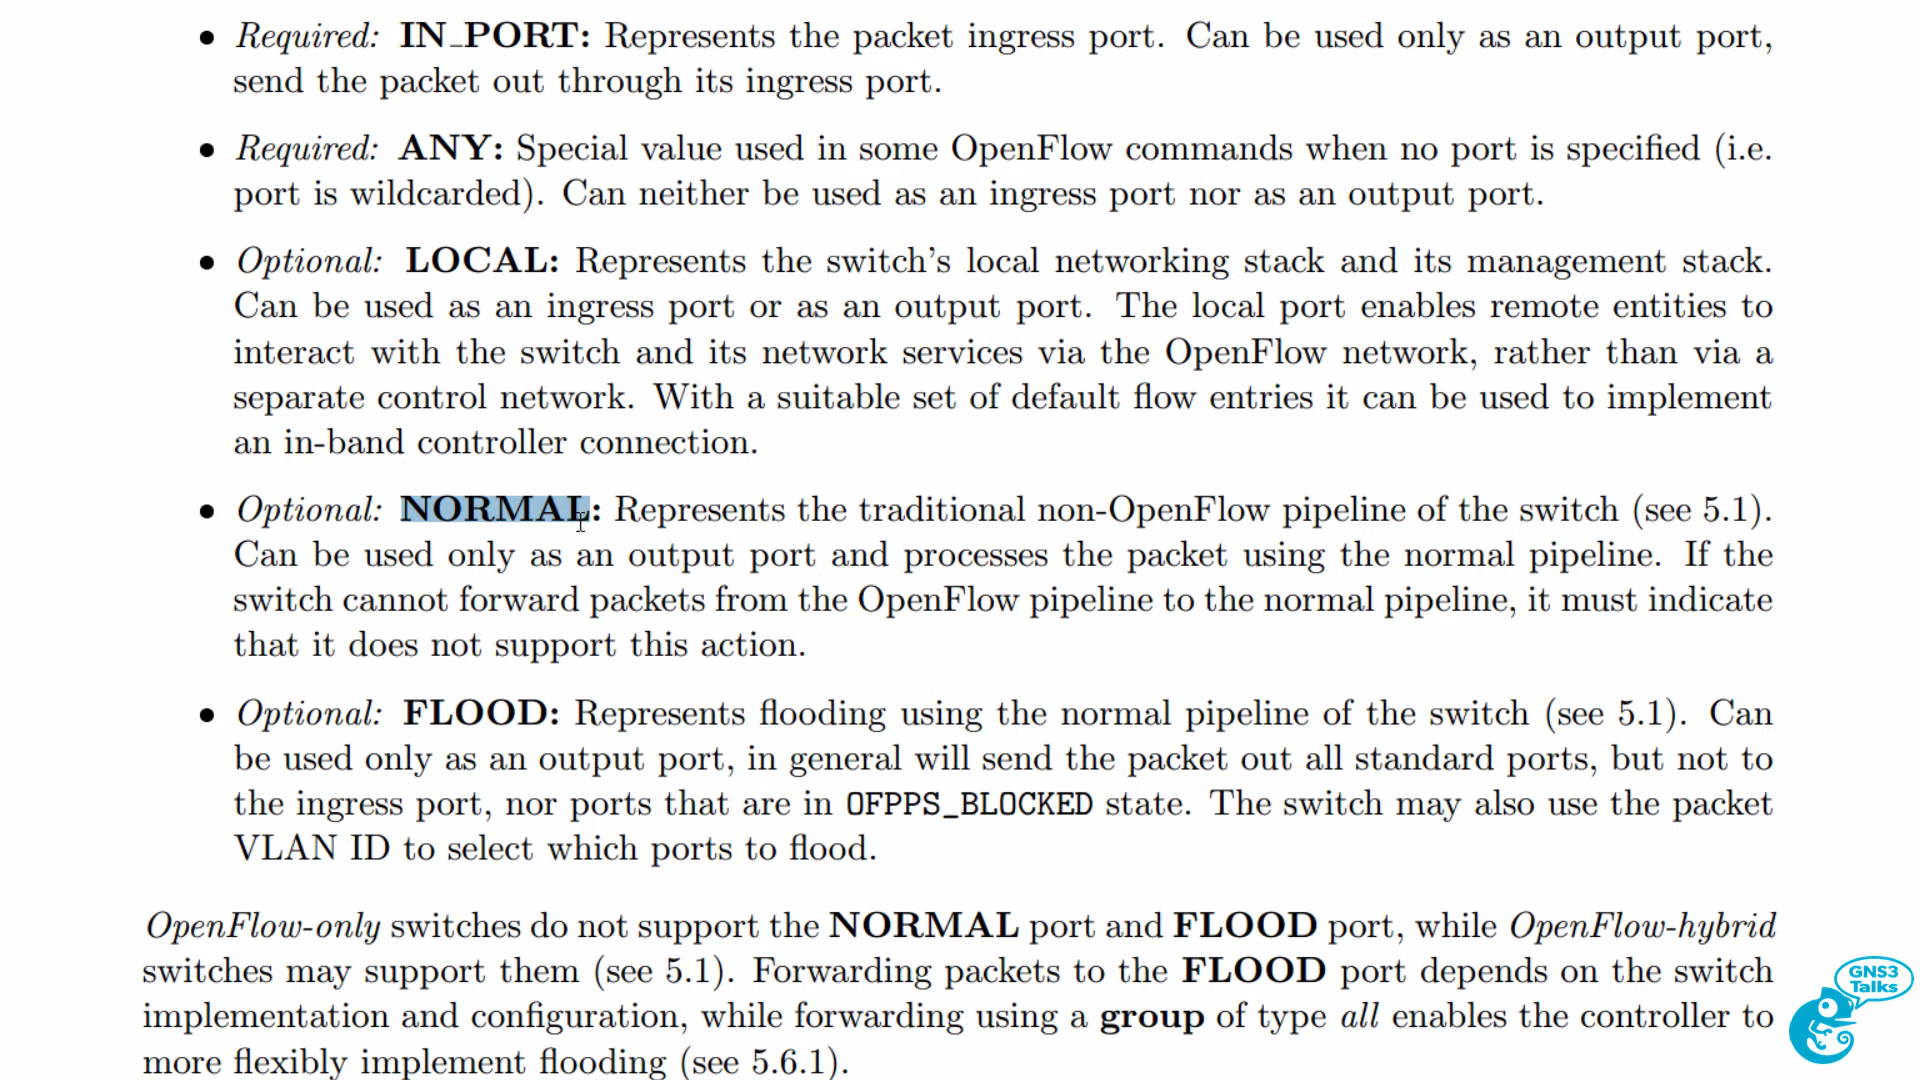 • Required: IN_PORT: Represents the packet ingress port. Can be used only as an output port,
send the packet out through its ingress port.
• Required: ANY: Special value used in some OpenFlow commands when no port is specified (i.e.
port is wildcarded). Can neither be used as an ingress port nor as an output port.
• Optional: LOCAL: Represents the switch's local networking stack and its management stack.
Can be used as an ingress port or as an output port. The local port enables remote entities to
interact with the switch and its network services via the OpenFlow network, rather than via a
separate control network. With a suitable set of default flow entries it can be used to implement
an in-band controller connection.
• Optional: NORMAL: Represents the traditional non-OpenFlow pipeline of the switch (see 5.1).
Can be used only as an output port and processes the packet using the normal pipeline. If the
switch cannot forward packets from the OpenFlow pipeline to the normal pipeline, it must indicate
that it does not support this action.
• Optional: FLOOD: Represents flooding using the normal pipeline of the switch (see 5.1). Can
be used only as an output port, in general will send the packet out all standard ports, but not to
the ingress port, nor ports that are in OFPPS_BLOCKED state. The switch may also use the packet
VLAN ID to select which ports to flood.
OpenFlow-only switches do not support the NORMAL port and FLOOD port, while OpenFlow-hybrid
switches may support them (see 5.1). Forwarding packets to the FLOOD port depends on the switch
implementation and configuration, while forwarding using a group of type all enables the controller to
more flexibly implement flooding (see 5.6.1).
GNS3
Talks